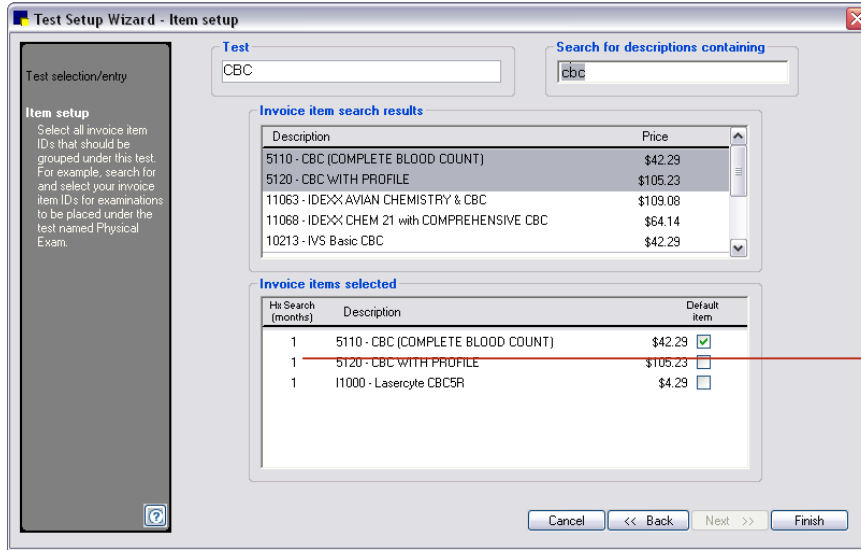 Test Setup Wizard - Item setup
Test selection/entry
Item setup
Select all invoice item
IDs that should be
grouped under this test.
For example, search for
and select your invoice
item IDs for examinations
to be placed under the
test named Physical
Exam.
Test
CBC
Search for descriptions containing
cbc
Invoice item search results
Description Price
5110 - CBC (COMPLETE BLOOD COUNT) $42.29
5120 - CBC WITH PROFILE $105.23
11063 - IDEXX AVIAN CHEMISTRY & CBC $109.08
11068 - IDEXX CHEM 21 with COMPREHENSIVE CBC $64.14
10213 - IVS Basic CBC $42.29
Invoice items selected
Hx Search
(months) Description Default
item
1 5110 - CBC (COMPLETE BLOOD COUNT) $42.29
1 5120 - CBC WITH PROFILE $105.23
1 I1000 - Lasercyte CBC5R $4.29
Cancel << Back Next >> Finish